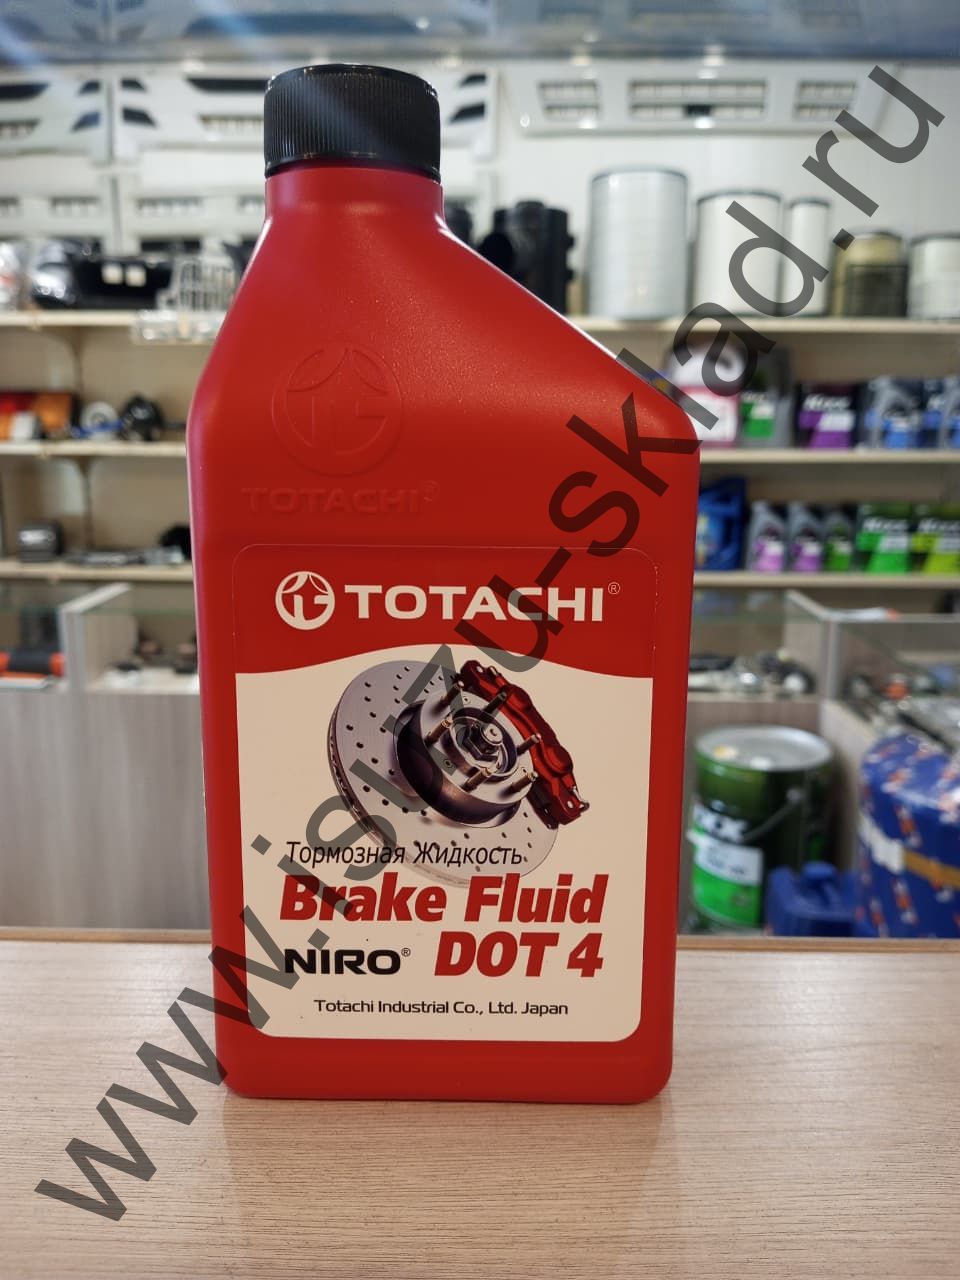 TOTACHI®
TOTACHI®
Тормозная Жидкость
Brake Fluid
NIRO® DOT 4
Totachi Industrial Co., Ltd. Japan
www.isuzu-sklad.ru